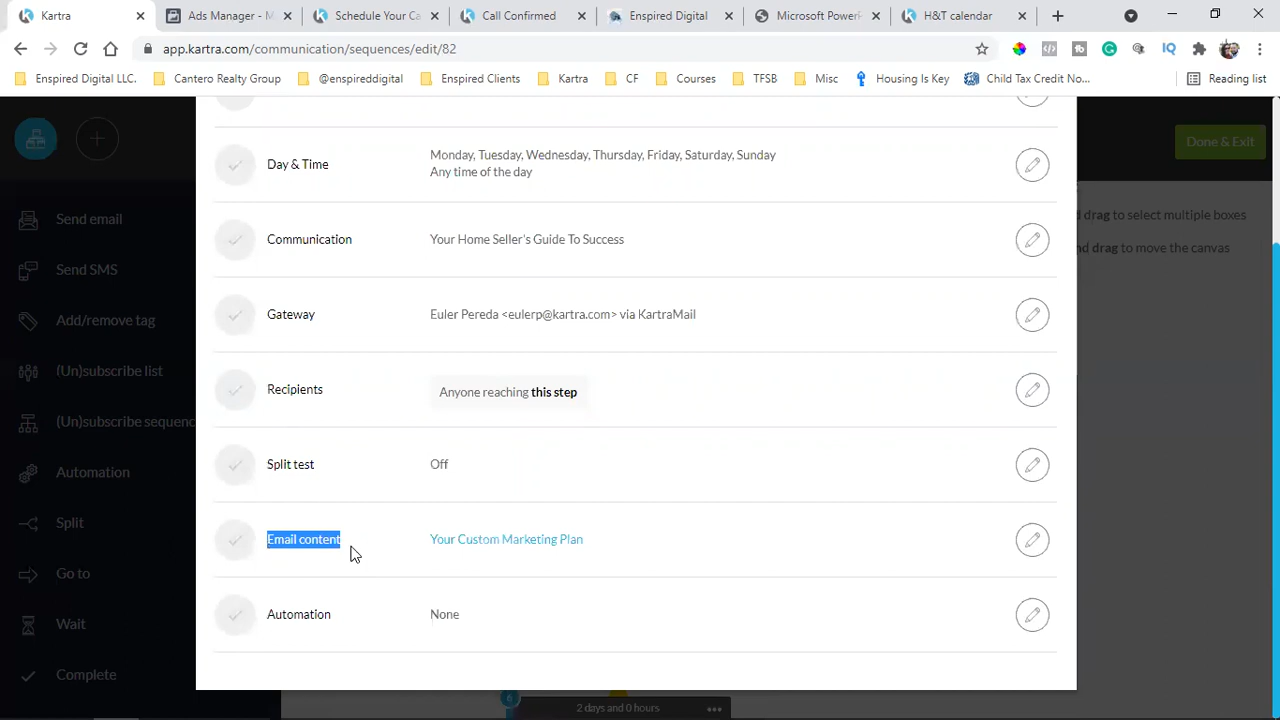 Kartra
Ads Manager - M
Schedule Your Ca
Call Confirmed
Enspired Digital
Microsoft Power
H&T calendar
app.kartra.com/communication/sequences/edit/82
IQ
Enspired Digital LLC.
Cantero Realty Group
@enspireddigital
Enspired Clients
Kartra
CF
Courses
TFSB
Misc
Housing Is Key
Child Tax Credit No...
Reading list
Done & Exit
Send email
Send SMS
Add/remove tag
(Un)subscribe list
(Un)subscribe sequenc
Automation
Split
Go to
Wait
Complete
Day & Time
Monday, Tuesday, Wednesday, Thursday, Friday, Saturday, Sunday
Any time of the day
Communication
Your Home Seller's Guide To Success
Gateway
Euler Pereda <eulerp@kartra.com> via KartraMail
Recipients
Anyone reaching this step
Split test
Off
Email content
Your Custom Marketing Plan
Automation
None
d drag to select multiple boxes
nd drag to move the canvas
6
2 days and 0 hours